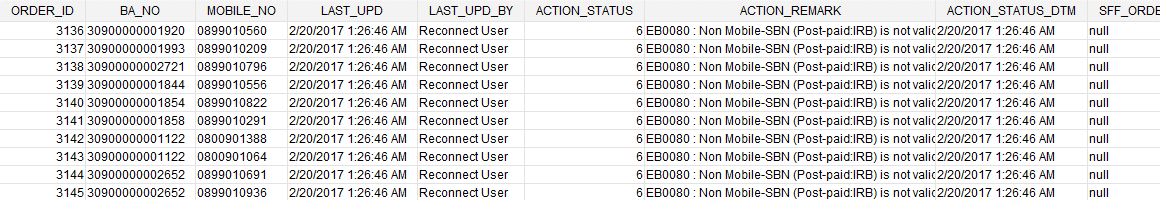 ORDER_ID BA_NO MOBILE_NO LAST_UPD LAST_UPD_BY ACTION_STATUS ACTION_REMARK ACTION_STATUS_DTM SFF_ORDE
3136 30900000001920 0899010560 2/20/2017 1:26:46 AM Reconnect User 6 EB0080 : Non Mobile-SBN (Post-paid:IRB) is not valid 2/20/2017 1:26:46 AM null
3137 30900000001993 0899010209 2/20/2017 1:26:46 AM Reconnect User 6 EB0080 : Non Mobile-SBN (Post-paid:IRB) is not valid 2/20/2017 1:26:46 AM null
3138 30900000002721 0899010796 2/20/2017 1:26:46 AM Reconnect User 6 EB0080 : Non Mobile-SBN (Post-paid:IRB) is not valid 2/20/2017 1:26:46 AM null
3139 30900000001844 0899010556 2/20/2017 1:26:46 AM Reconnect User 6 EB0080 : Non Mobile-SBN (Post-paid:IRB) is not valid 2/20/2017 1:26:46 AM null
3140 30900000001854 0899010822 2/20/2017 1:26:46 AM Reconnect User 6 EB0080 : Non Mobile-SBN (Post-paid:IRB) is not valid 2/20/2017 1:26:46 AM null
3141 30900000001858 0899010291 2/20/2017 1:26:46 AM Reconnect User 6 EB0080 : Non Mobile-SBN (Post-paid:IRB) is not valid 2/20/2017 1:26:46 AM null
3142 30900000001122 0800901388 2/20/2017 1:26:46 AM Reconnect User 6 EB0080 : Non Mobile-SBN (Post-paid:IRB) is not valid 2/20/2017 1:26:46 AM null
3143 30900000001122 0800901064 2/20/2017 1:26:46 AM Reconnect User 6 EB0080 : Non Mobile-SBN (Post-paid:IRB) is not valid 2/20/2017 1:26:46 AM null
3144 30900000002652 0899010691 2/20/2017 1:26:46 AM Reconnect User 6 EB0080 : Non Mobile-SBN (Post-paid:IRB) is not valid 2/20/2017 1:26:46 AM null
3145 30900000002652 0899010936 2/20/2017 1:26:46 AM Reconnect User 6 EB0080 : Non Mobile-SBN (Post-paid:IRB) is not valid 2/20/2017 1:26:46 AM null